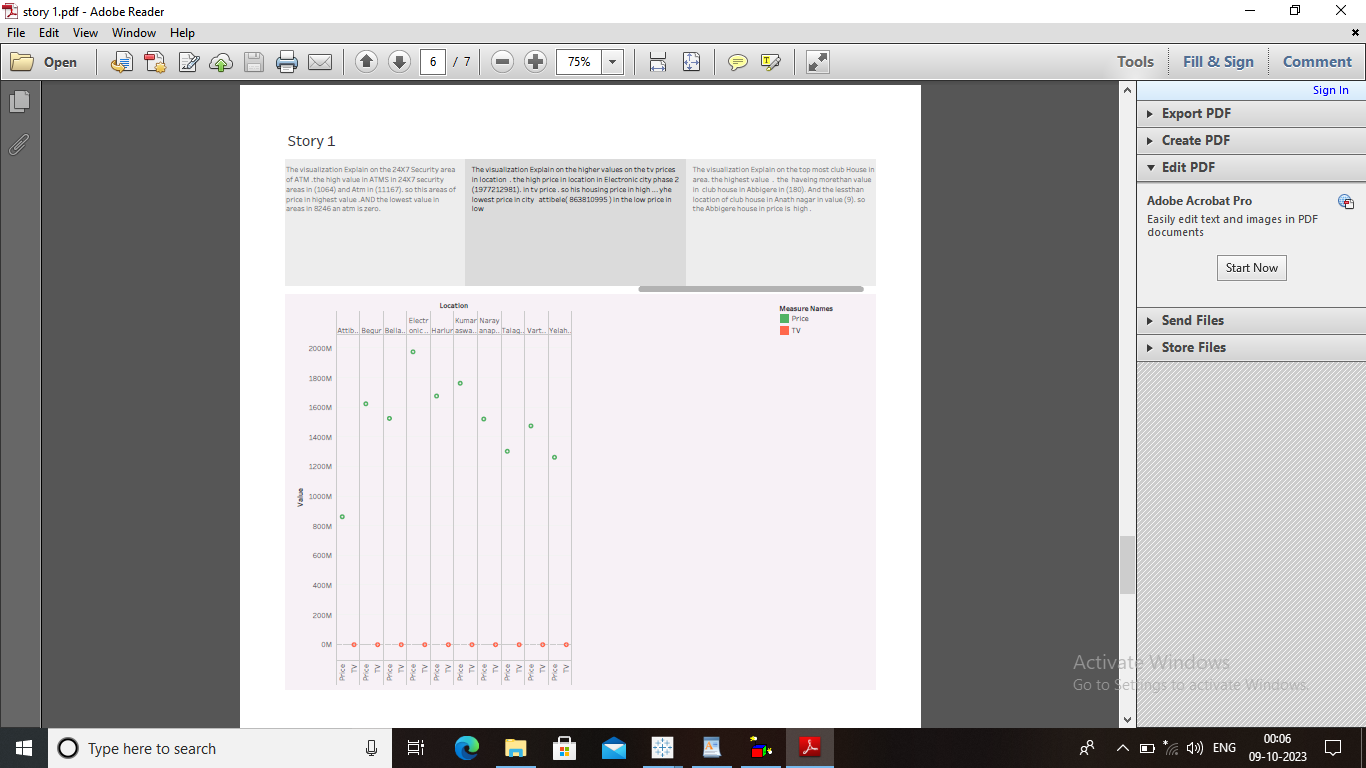 story 1.pdf - Adobe Reader
File Edit View Window Help
Open 6 / 7 75% Tools Fill & Sign Comment
Sign In
Export PDF
Create PDF
Edit PDF
Adobe Acrobat Pro
Easily edit text and images in PDF
documents
Start Now
Send Files
Store Files
Story 1
The visualization Explain on the 24X7 Security area
of ATM .the high value in ATMS in 24X7 security
areas in (1064) and Atm in (11167). so this areas of
price in highest value .AND the lowest value in
areas in 8246 an atm is zero.
The visualization Explain on the higher values on the tv prices
in location . the high price in location in Electronic city phase 2
(1977212981). in tv price . so his housing price in high ... yhe
lowest price in city attibele( 863810995 ) in the low price in
low
The visualization Explain on the top most club House in
area. the highest value . the haveing morethan value
in club house in Abbigere in (180). And the lessthan
location of club house in Anath nagar in value (9). so
the Abbigere house in price is high .
Location
Attib.. Begur Bella.. Electr onic .. Harlur Kumar aswa.. Naray anap.. Talag.. Vart.. Yelah..
Measure Names
Price
TV
2000M
1800M
1600M
1400M
1200M
1000M
800M
600M
400M
200M
0M
Value
Price TV Price TV Price TV Price TV Price TV Price TV Price TV Price TV Price TV Price TV
Activate Windows
Go to Settings to activate Windows.
Type here to search
ENG
00:06
09-10-2023